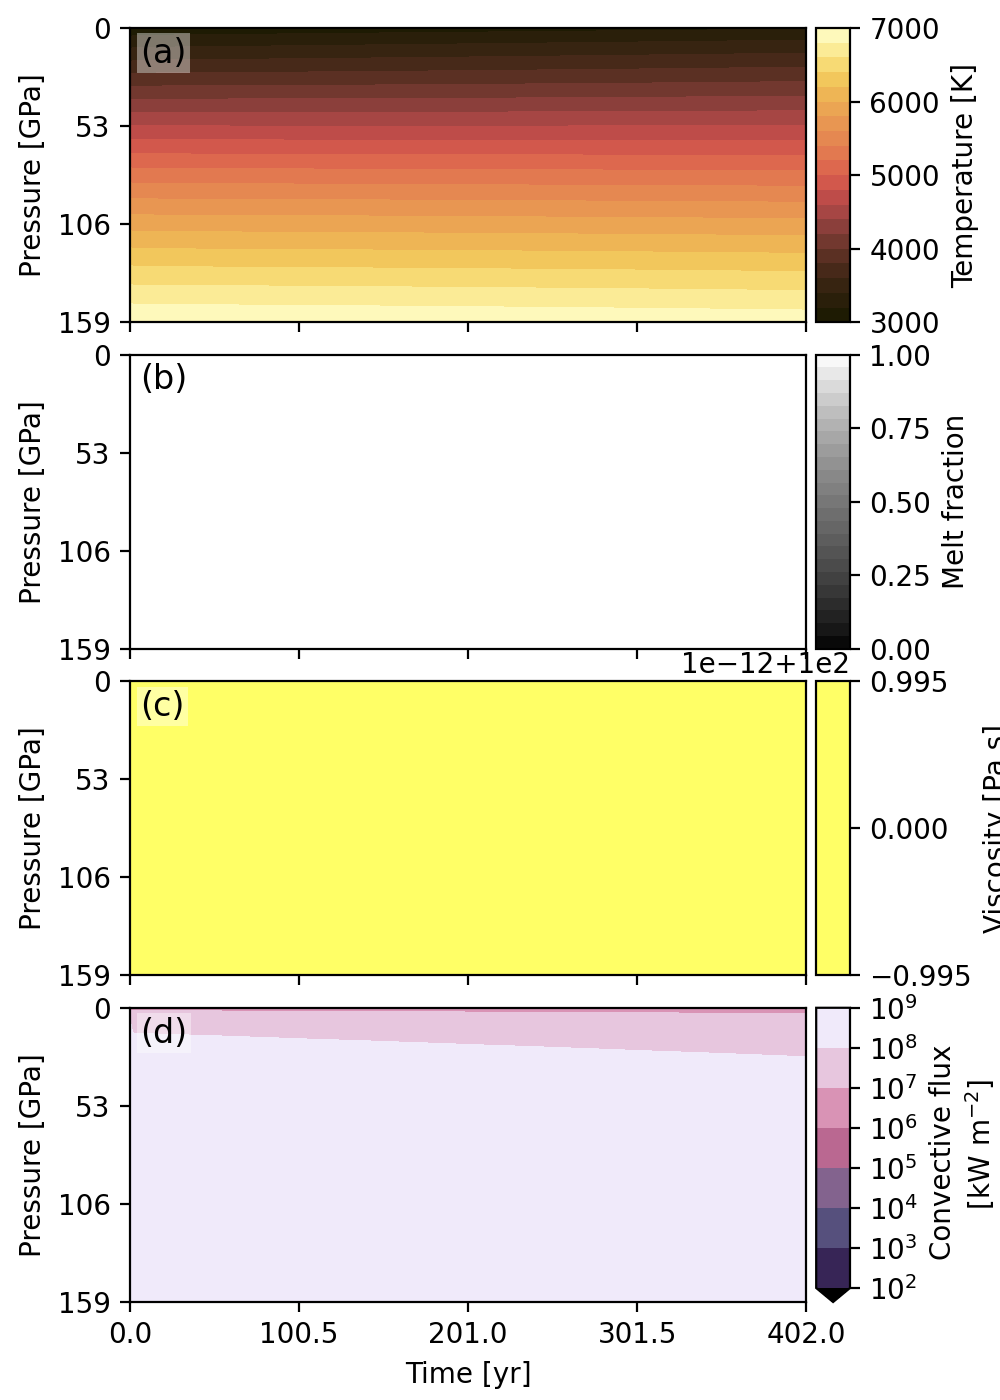 (a)
0
53
106
159
Pressure [GPa]
7000
6000
5000
4000
3000
Temperature [K]
(b)
0
53
106
159
Pressure [GPa]
1.00
0.75
0.50
0.25
0.00
Melt fraction
1e−12+1e2
(c)
0
53
106
159
Pressure [GPa]
0.995
0.000
−0.995
Viscosity [Pa s]
(d)
0
53
106
159
Pressure [GPa]
10⁹
10⁸
10⁷
10⁶
10⁵
10⁴
10³
10²
Convective flux
[kW m⁻²]
0.0 100.5 201.0 301.5 402.0
Time [yr]